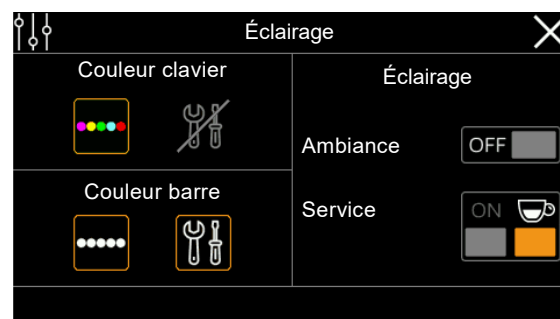 Éclairage
Couleur clavier
Couleur barre
Éclairage
Ambiance
OFF
Service
ON